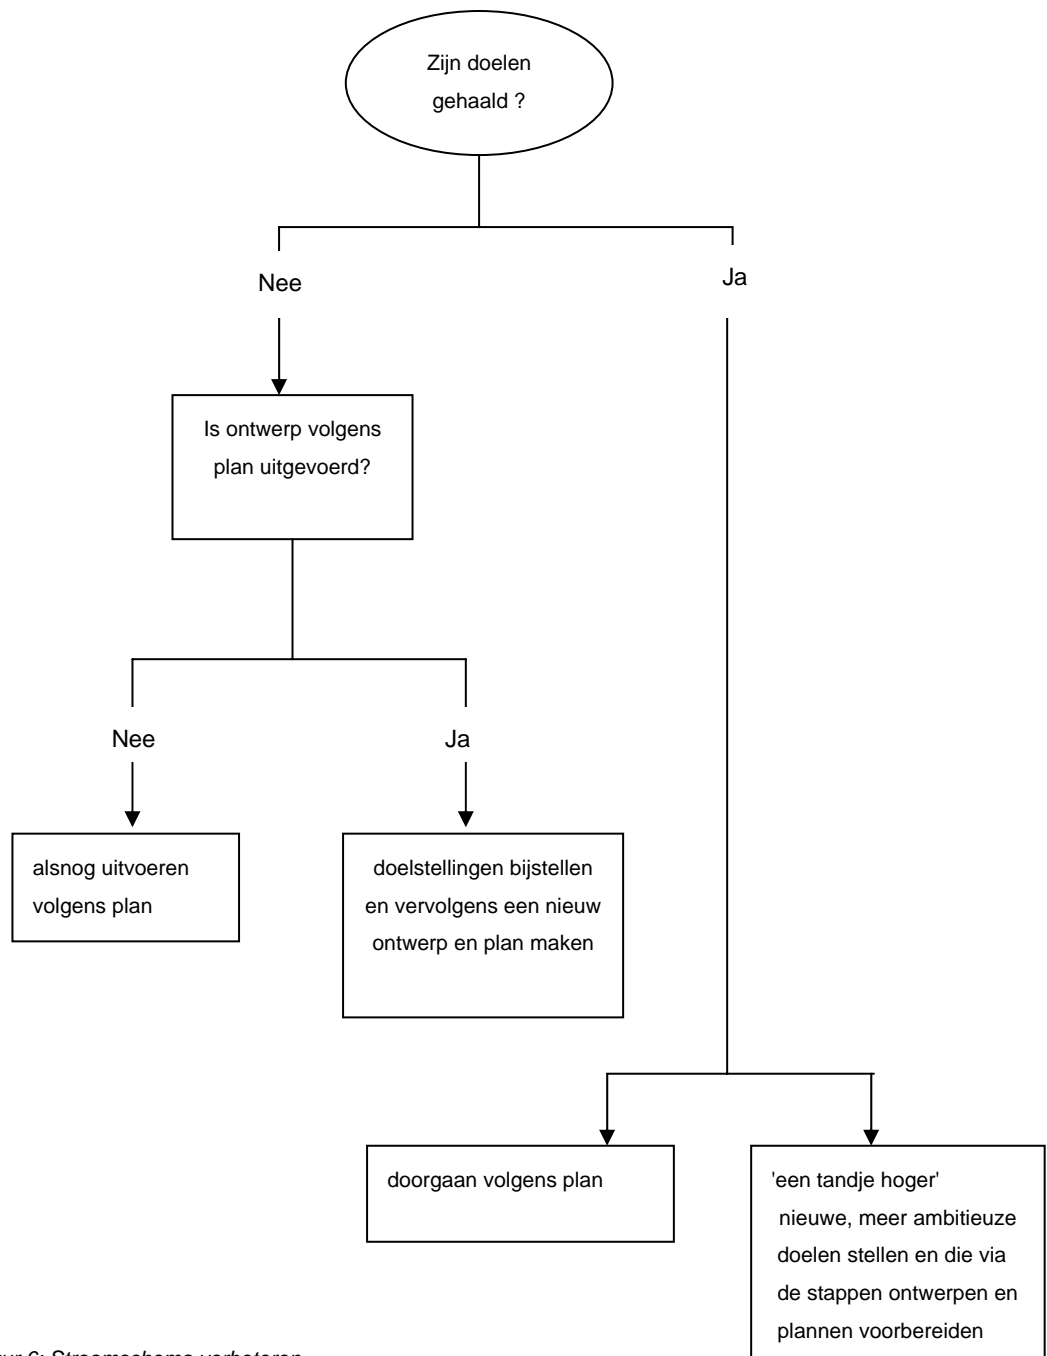 Zijn doelen
gehaald ?
Nee
Ja
Is ontwerp volgens
plan uitgevoerd?
Nee
Ja
alsnog uitvoeren
volgens plan
doelstellingen bijstellen
en vervolgens een nieuw
ontwerp en plan maken
doorgaan volgens plan
'een tandje hoger'
nieuwe, meer ambitieuze
doelen stellen en die via
de stappen ontwerpen en
plannen voorbereiden